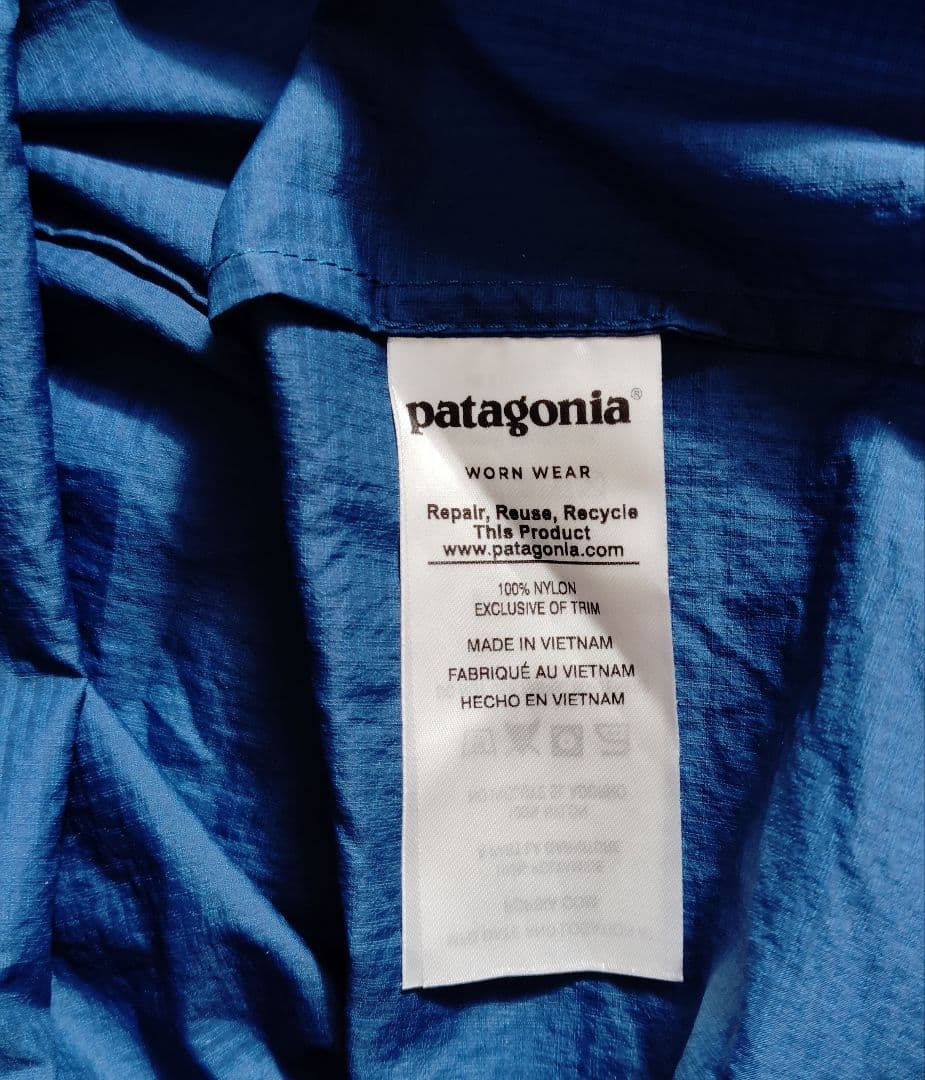 patagonia®
WORN WEAR
Repair, Reuse, Recycle
This Product
www.patagonia.com
100% NYLON
EXCLUSIVE OF TRIM
MADE IN VIETNAM
FABRIQUÉ AU VIETNAM
HECHO EN VIETNAM